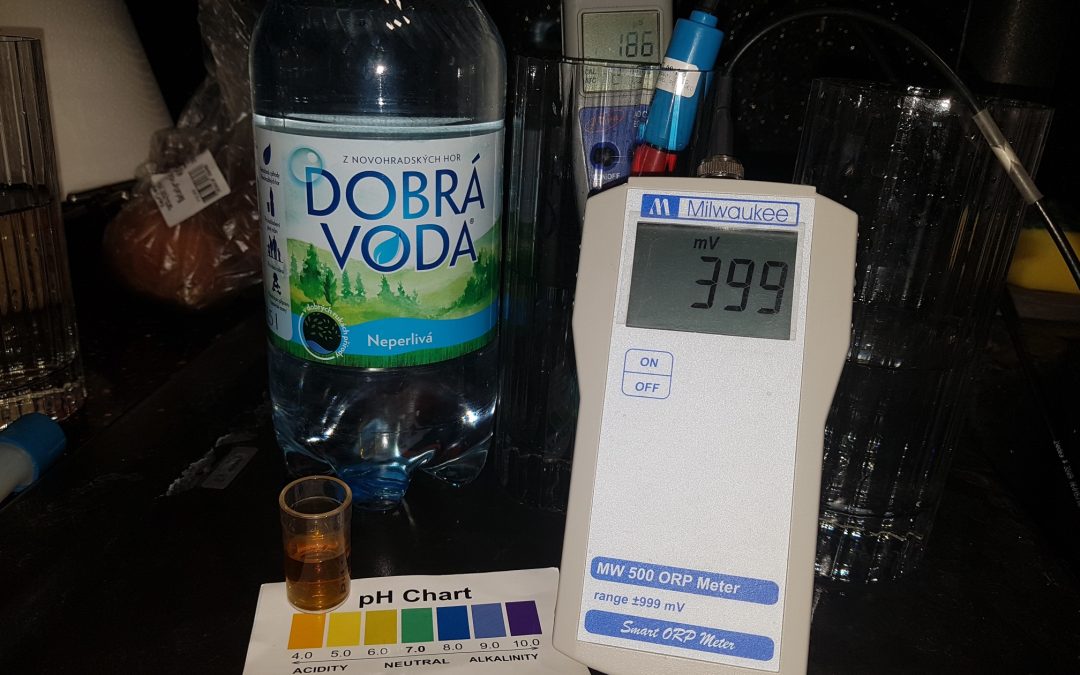 Z NOVOHRADSKÝCH HOR
DOBRÁ
VODA®
Neperlivá
186
µS
Milwaukee
mV
399
ON
OFF
MW 500 ORP Meter
range ±999 mV
Smart ORP Meter
pH Chart
4.0 5.0 6.0 7.0 8.0 9.0 10.0
ACIDITY NEUTRAL ALKALINITY